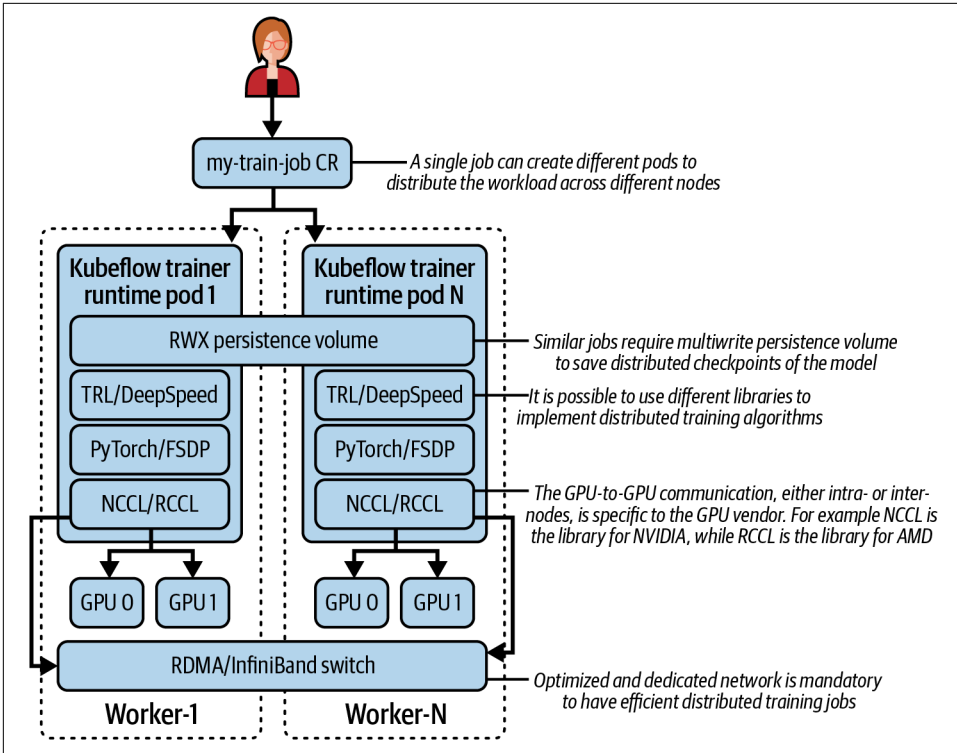 my-train-job CR
A single job can create different pods to
distribute the workload across different nodes
Kubeflow trainer
runtime pod 1
Kubeflow trainer
runtime pod N
RWX persistence volume
Similar jobs require multiwrite persistence volume
to save distributed checkpoints of the model
TRL/DeepSpeed
TRL/DeepSpeed
It is possible to use different libraries to
implement distributed training algorithms
PyTorch/FSDP
PyTorch/FSDP
NCCL/RCCL
NCCL/RCCL
The GPU-to-GPU communication, either intra- or inter-
nodes, is specific to the GPU vendor. For example NCCL is
the library for NVIDIA, while RCCL is the library for AMD
GPU 0
GPU 1
GPU 0
GPU 1
RDMA/InfiniBand switch
Optimized and dedicated network is mandatory
to have efficient distributed training jobs
Worker-1
Worker-N